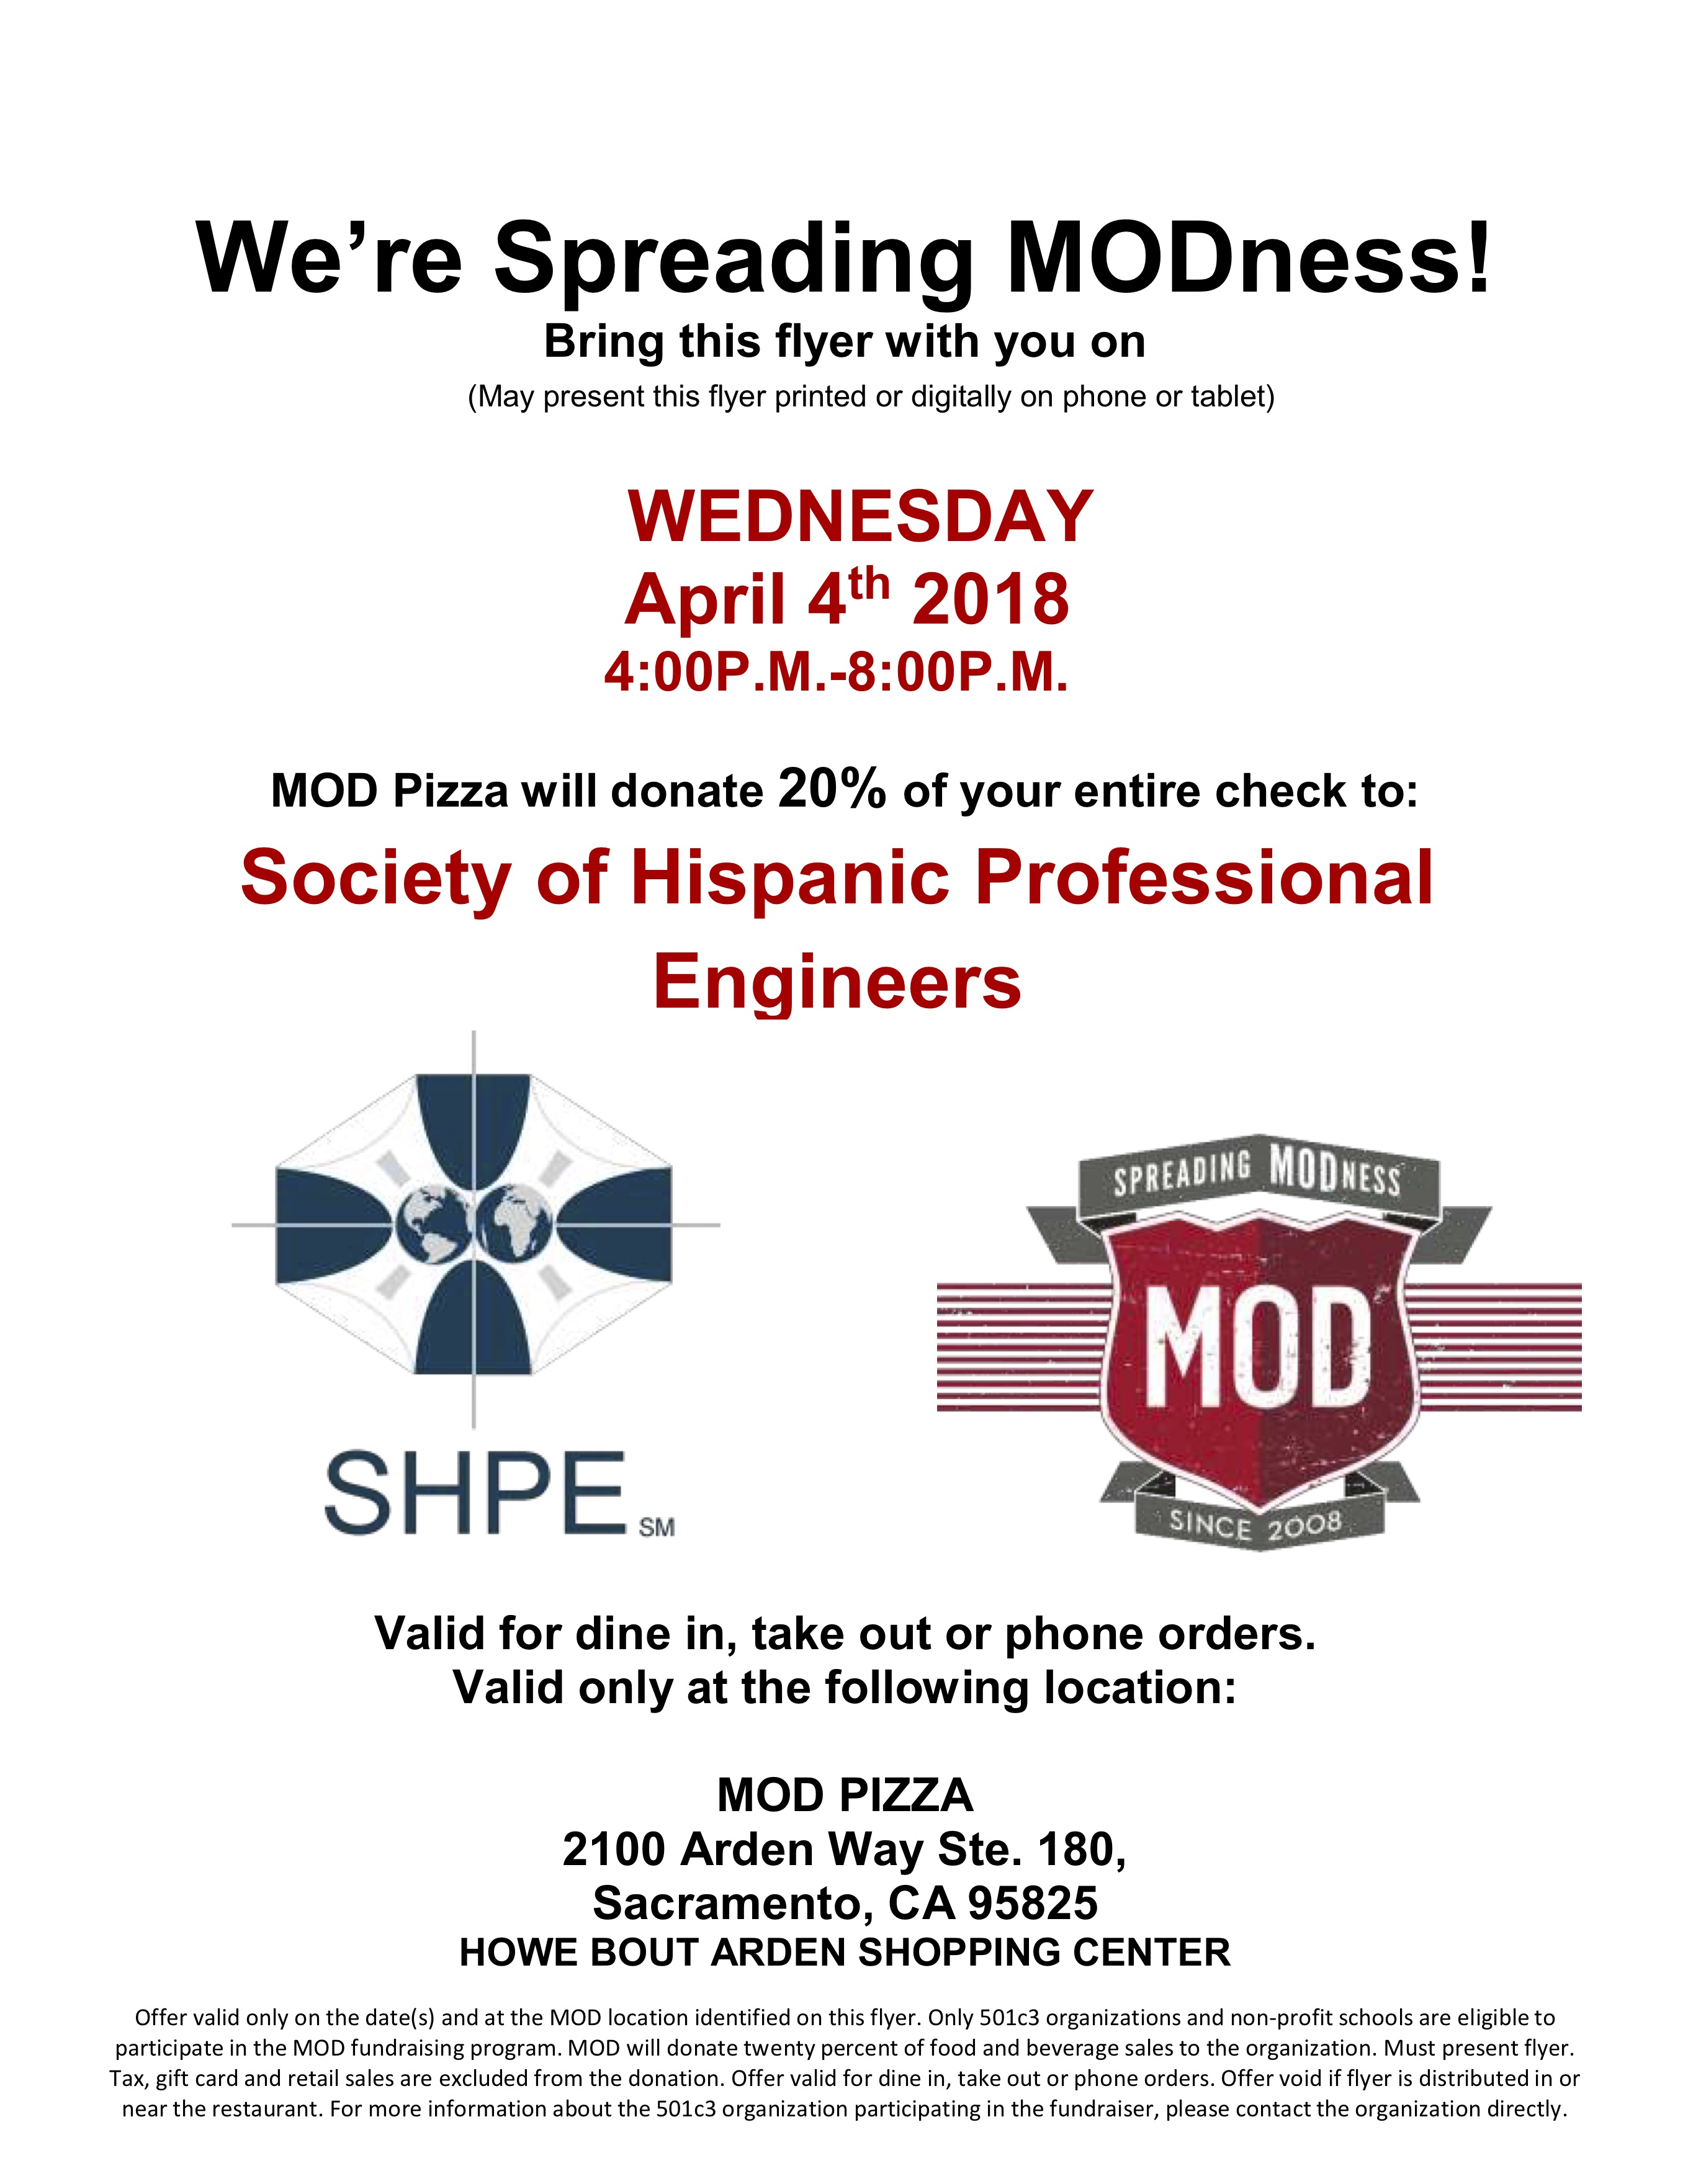 We’re Spreading MODness!
Bring this flyer with you on
(May present this flyer printed or digitally on phone or tablet)
WEDNESDAY
April 4th 2018
4:00P.M.-8:00P.M.
MOD Pizza will donate 20% of your entire check to:
Society of Hispanic Professional
Engineers
SHPE SM
SPREADING MODNESS
MOD
SINCE 2008
Valid for dine in, take out or phone orders.
Valid only at the following location:
MOD PIZZA
2100 Arden Way Ste. 180,
Sacramento, CA 95825
HOWE BOUT ARDEN SHOPPING CENTER
Offer valid only on the date(s) and at the MOD location identified on this flyer. Only 501c3 organizations and non-profit schools are eligible to
participate in the MOD fundraising program. MOD will donate twenty percent of food and beverage sales to the organization. Must present flyer.
Tax, gift card and retail sales are excluded from the donation. Offer valid for dine in, take out or phone orders. Offer void if flyer is distributed in or
near the restaurant. For more information about the 501c3 organization participating in the fundraiser, please contact the organization directly.